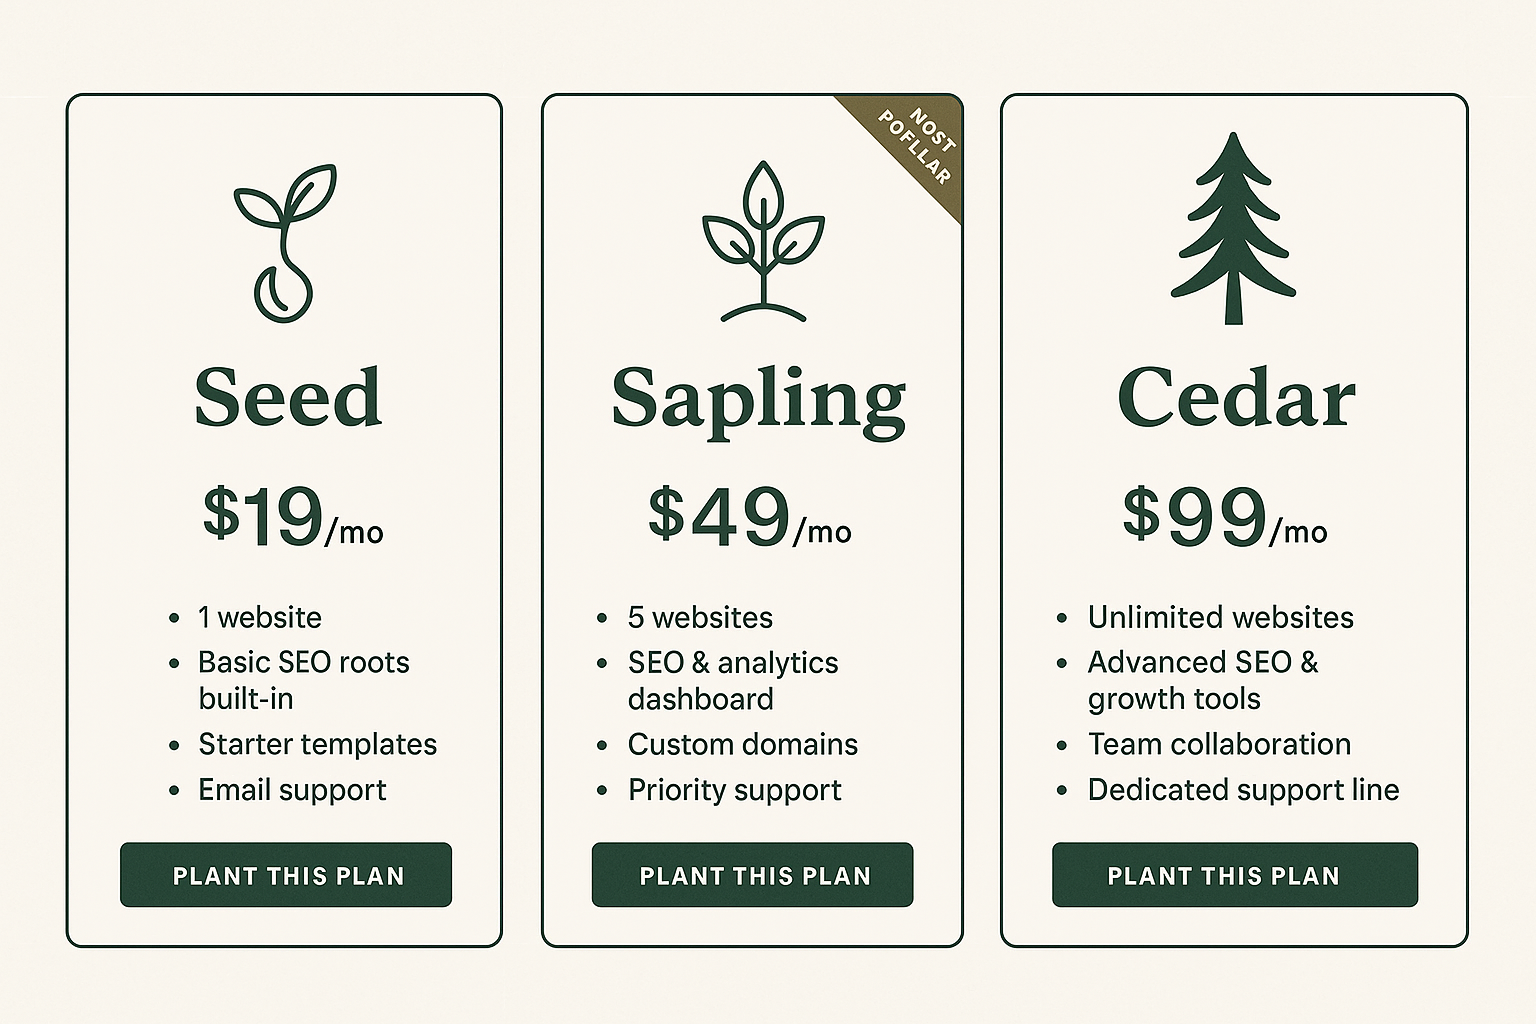 Seed
$19/mo
1 website
Basic SEO roots
built-in
Starter templates
Email support
PLANT THIS PLAN
NOST
POFLLAR
Sapling
$49/mo
5 websites
SEO & analytics
dashboard
Custom domains
Priority support
PLANT THIS PLAN
Cedar
$99/mo
Unlimited websites
Advanced SEO &
growth tools
Team collaboration
Dedicated support line
PLANT THIS PLAN